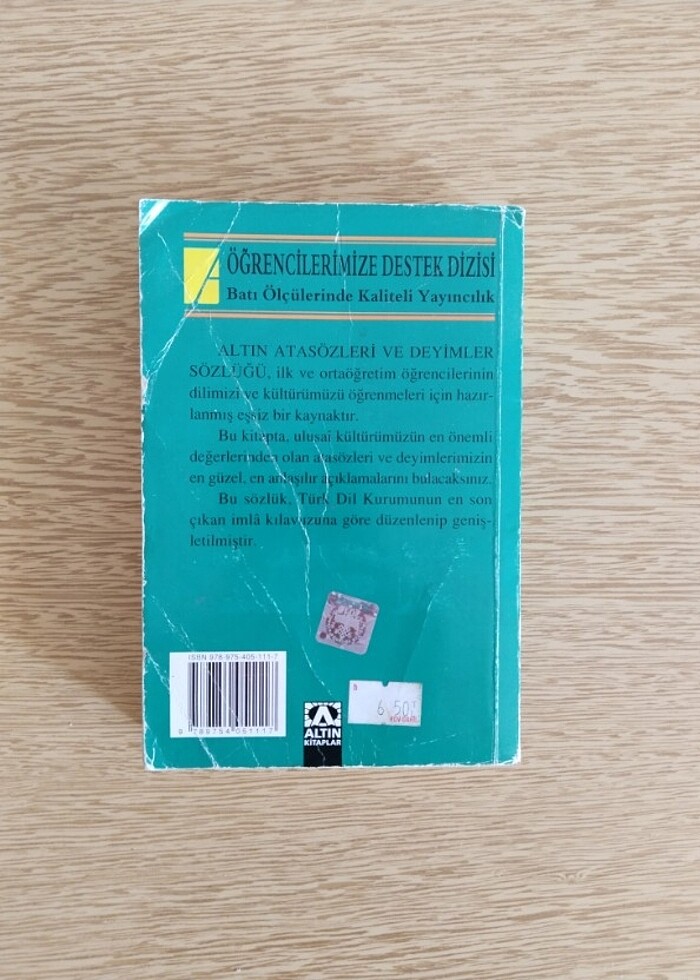 ÖĞRENCİLERİMİZE DESTEK DİZİSİ
Batı Ölçülerinde Kaliteli Yayıncılık
ALTIN ATASÖZLERİ VE DEYİMLER
SÖZLÜĞÜ, ilk ve ortaöğretim öğrencilerinin
dilimizi ve kültürümüzü öğrenmeleri için hazır-
lanmış eşsiz bir kaynaktır.
Bu kitapta, ulusal kültürümüzün en önemli
değerlerinden olan atasözleri ve deyimlerimizin
en güzel, en anlaşılır açıklamalarını bulacaksınız.
Bu sözlük, Türk Dil Kurumunun en son
çıkan imlâ kılavuzuna göre düzenlenip geniş-
letilmiştir.
ISBN 978-975-405-111-7
9 789754 051117
ALTIN
KİTAPLAR
6.50